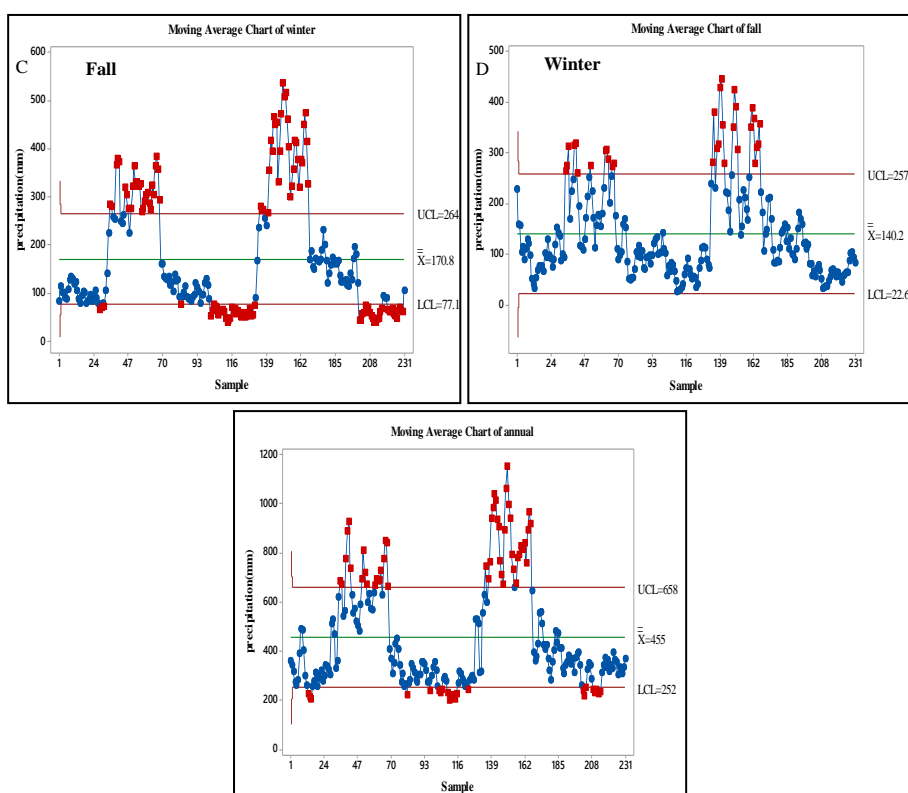 Moving Average Chart of winter
C
Fall
precipitation(mm)
600
500
400
300
200
100
0
UCL=264
X=170.8
LCL=77.1
1 24 47 70 93 116 139 162 185 208 231
Sample
Moving Average Chart of fall
D
Winter
precipitation(mm)
500
400
300
200
100
0
UCL=257
X=140.2
LCL=22.6
1 24 47 70 93 116 139 162 185 208 231
Sample
Moving Average Chart of annual
precipitation(mm)
1200
1000
800
600
400
200
0
UCL=658
X=455
LCL=252
1 24 47 70 93 116 139 162 185 208 231
Sample